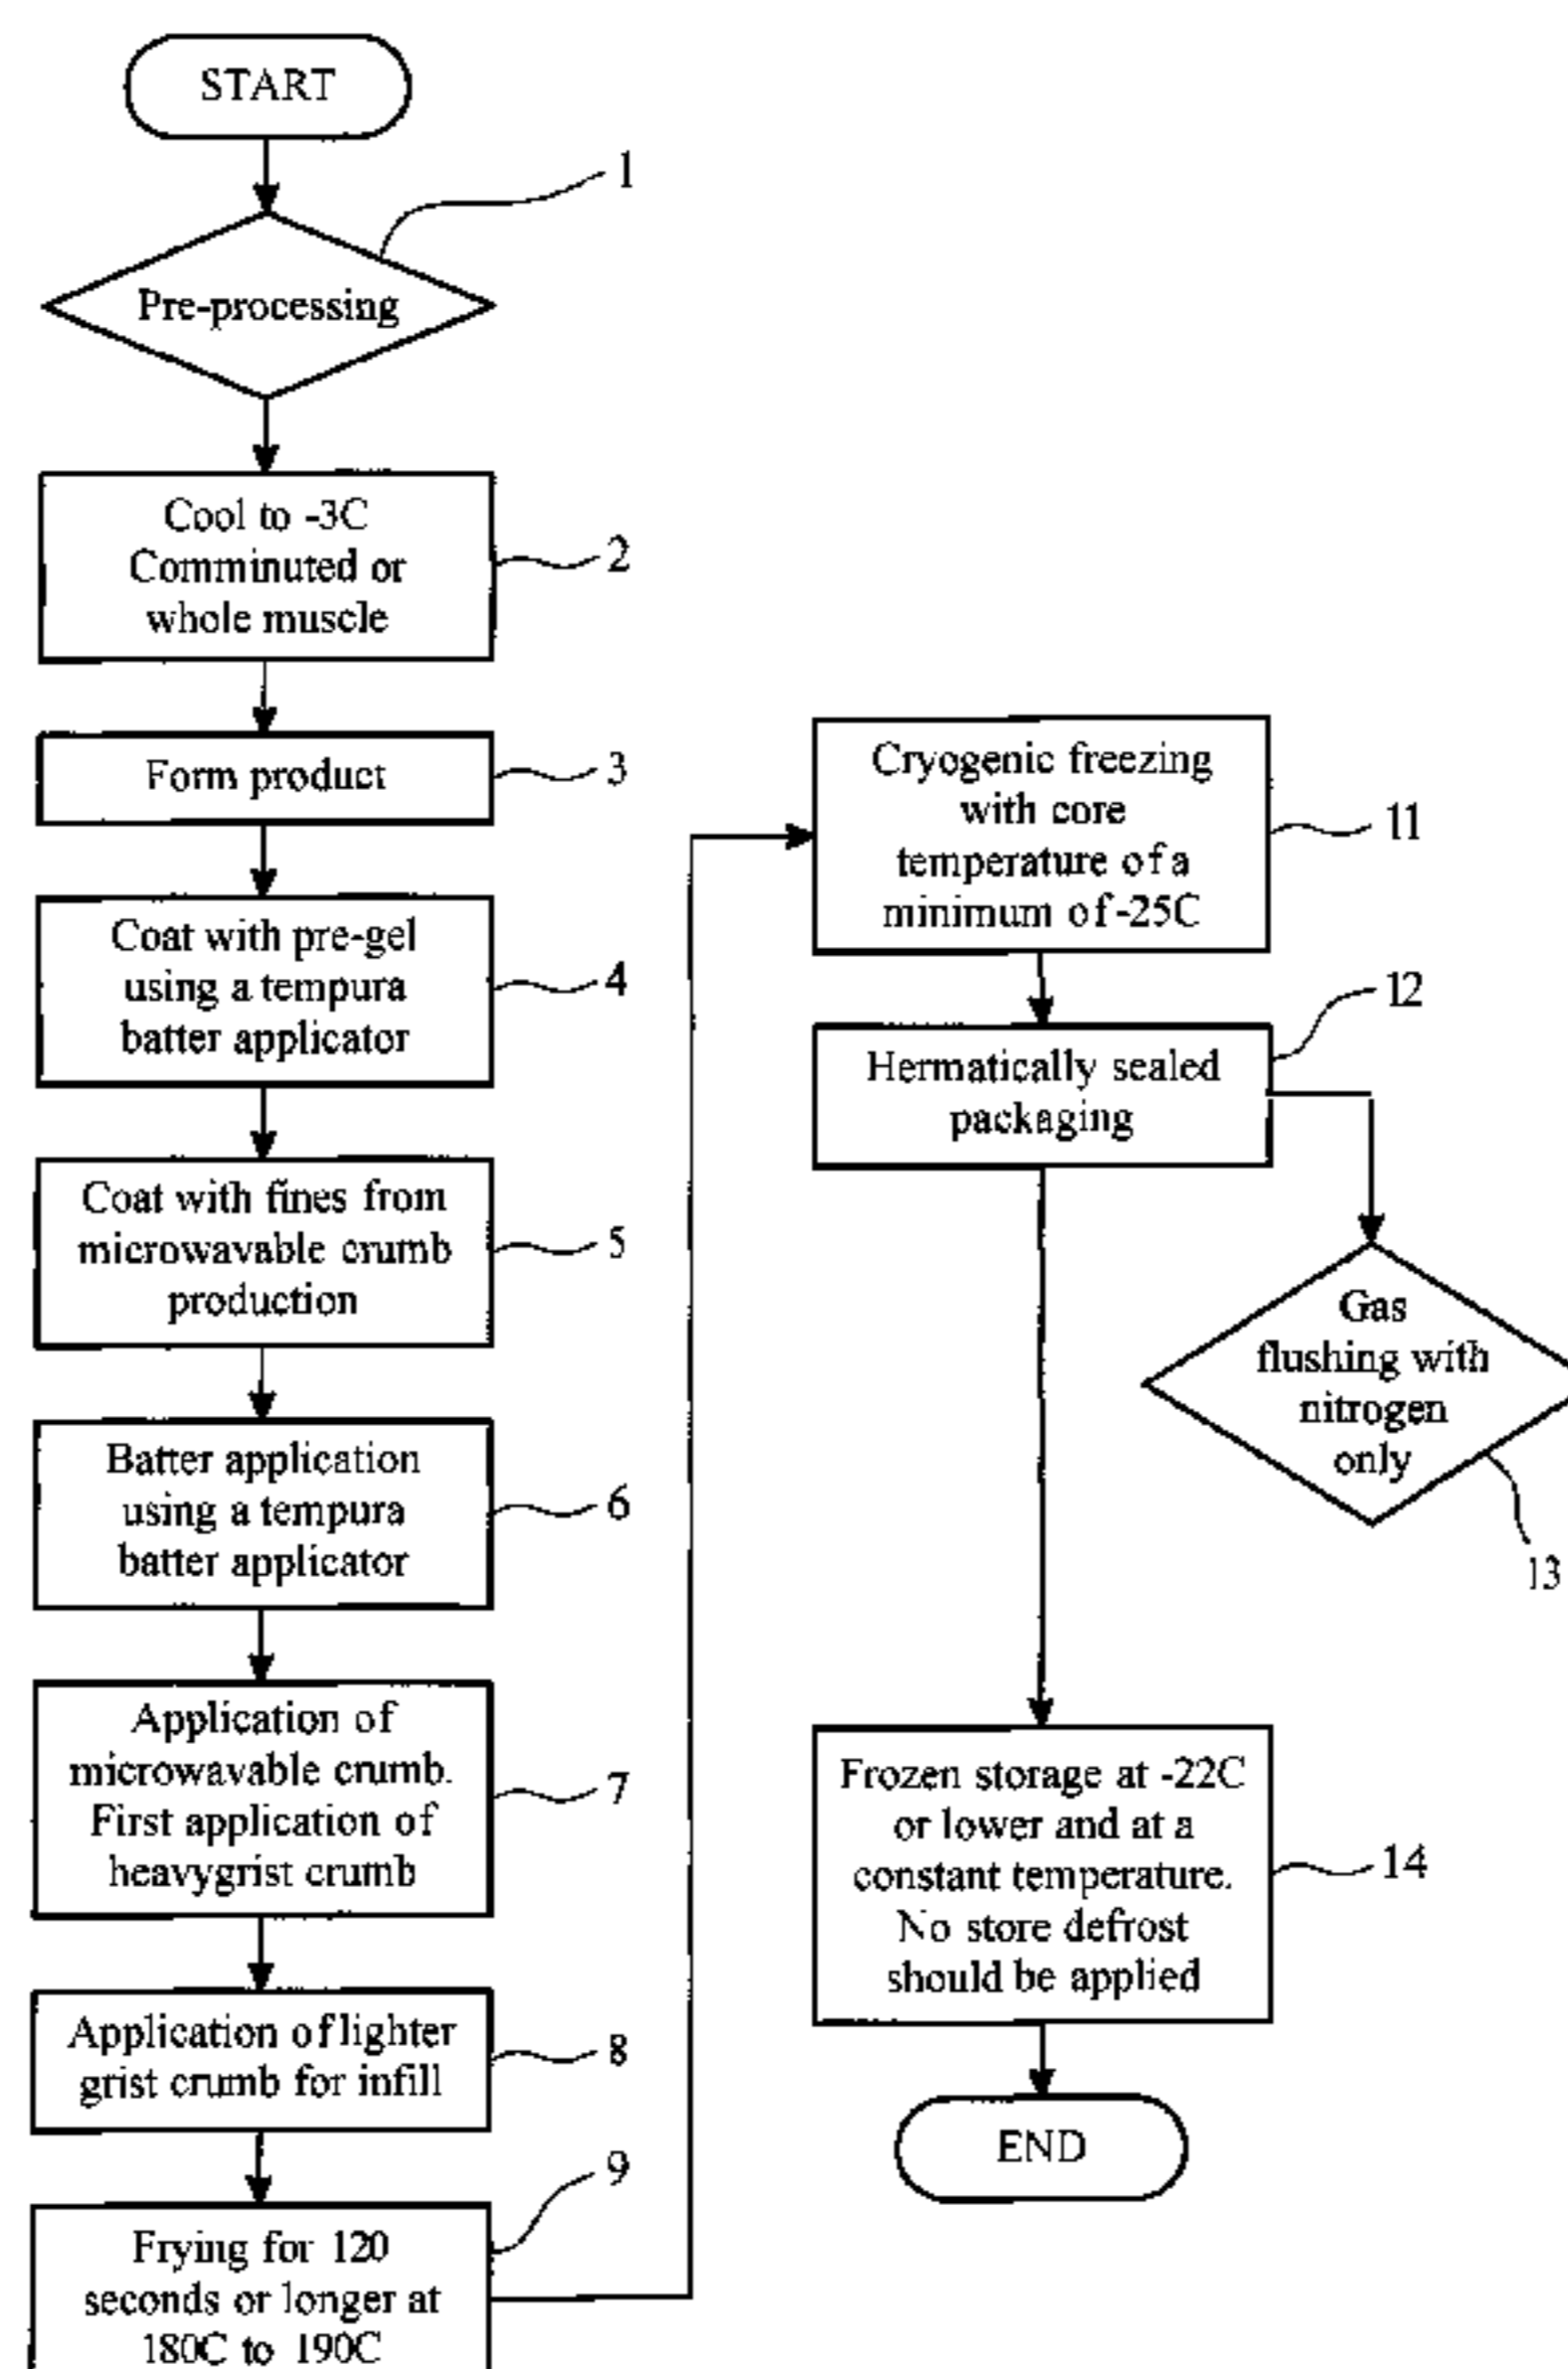 START
1
Pre-processing
Cool to -3C
Comminuted or
whole muscle
2
Form product
3
Coat with pre-gel
using a tempura
batter applicator
4
Coat with fines from
microwavable crumb
production
5
Batter application
using a tempura
batter applicator
6
Application of
microwavable crumb.
First application of
heavygrist crumb
7
Application of lighter
grist crumb for infill
8
Frying for 120
seconds or longer at
180C to 190C
9
Cryogenic freezing
with core
temperature of a
minimum of -25C
11
Hermatically sealed
packaging
12
Gas
flushing with
nitrogen
only
13
Frozen storage at -22C
or lower and at a
constant temperature.
No store defrost
should be applied
14
END